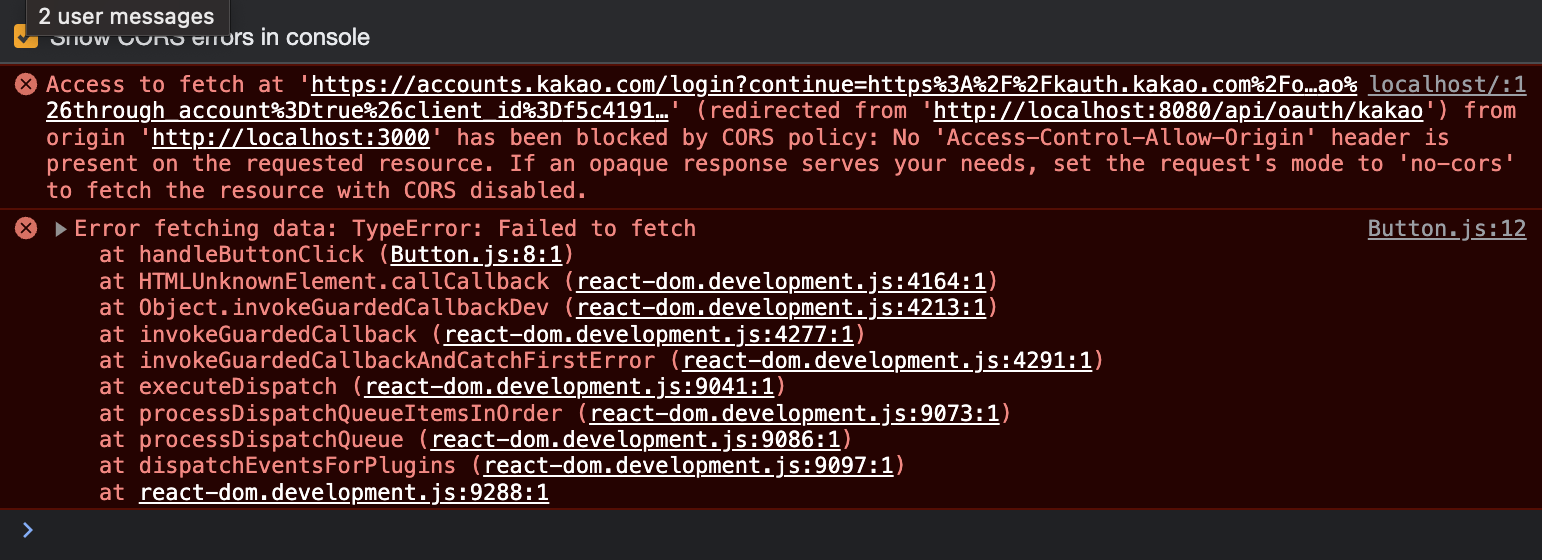 2 user messages
Show CORS errors in console
Access to fetch at 'https://accounts.kakao.com/login?continue=https%3A%2F%2Fkauth.kakao.com%2Fo…ao% localhost/:1
26through_account%3Dtrue%26client_id%3Df5c4191…' (redirected from 'http://localhost:8080/api/oauth/kakao') from
origin 'http://localhost:3000' has been blocked by CORS policy: No 'Access-Control-Allow-Origin' header is
present on the requested resource. If an opaque response serves your needs, set the request's mode to 'no-cors'
to fetch the resource with CORS disabled.
Error fetching data: TypeError: Failed to fetch Button.js:12
at handleButtonClick (Button.js:8:1)
at HTMLUnknownElement.callCallback (react-dom.development.js:4164:1)
at Object.invokeGuardedCallbackDev (react-dom.development.js:4213:1)
at invokeGuardedCallback (react-dom.development.js:4277:1)
at invokeGuardedCallbackAndCatchFirstError (react-dom.development.js:4291:1)
at executeDispatch (react-dom.development.js:9041:1)
at processDispatchQueueItemsInOrder (react-dom.development.js:9073:1)
at processDispatchQueue (react-dom.development.js:9086:1)
at dispatchEventsForPlugins (react-dom.development.js:9097:1)
at react-dom.development.js:9288:1